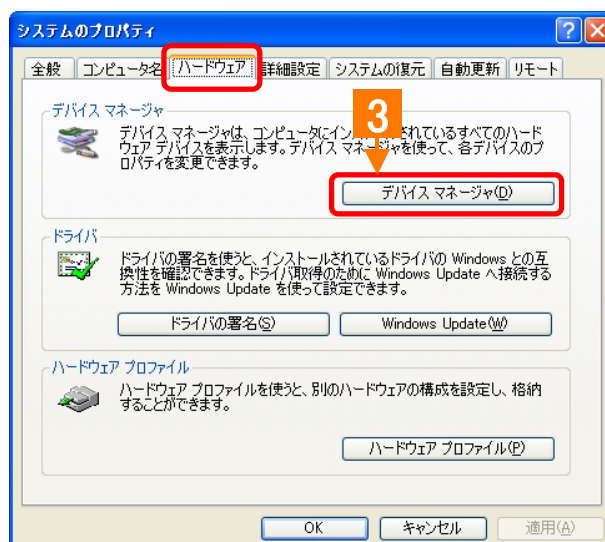 システムのプロパティ
全般 コンピュータ名 ハードウェア 詳細設定 システムの復元 自動更新 リモート
デバイス マネージャ
3
デバイス マネージャは、コンピュータにインストールされているすべてのハード
ウェア デバイスを表示します。デバイス マネージャを使って、各デバイスのプ
ロパティを変更できます。
デバイス マネージャ(D)
ドライバ
ドライバの署名を使うと、インストールされているドライバの Windows との互
換性を確認できます。ドライバ取得のために Windows Update へ接続する
方法を Windows Update を使って設定できます。
ドライバの署名(S) Windows Update(W)
ハードウェア プロファイル
ハードウェア プロファイルを使うと、別のハードウェアの構成を設定し、格納
することができます。
ハードウェア プロファイル(P)
OK キャンセル 適用(A)